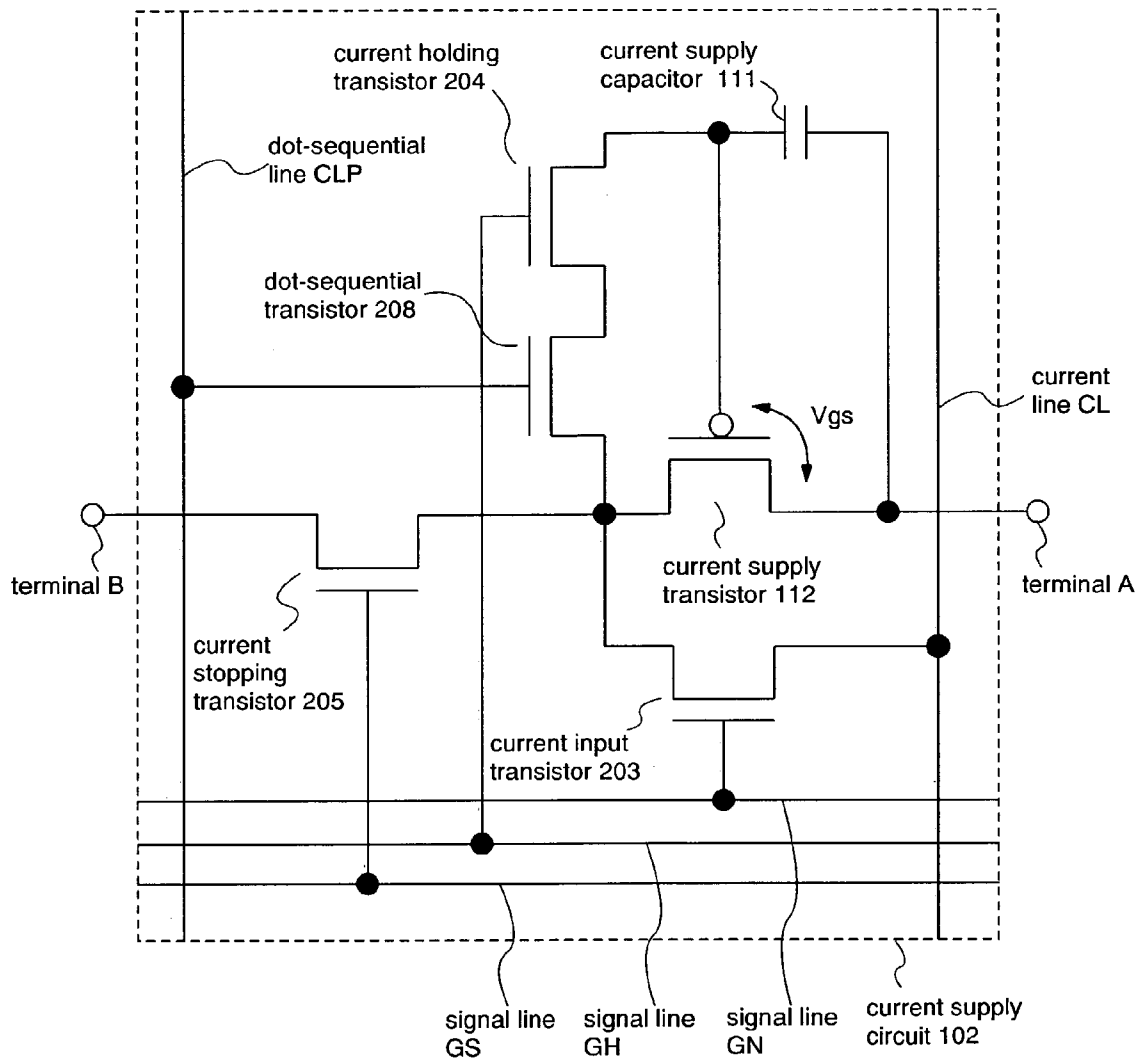 current holding
transistor 204
current supply
capacitor 111
dot-sequential
line CLP
dot-sequential
transistor 208
Vgs
current
line CL
terminal B
current supply
transistor 112
terminal A
current
stopping
transistor 205
current input
transistor 203
signal line
GS
signal line
GH
signal line
GN
current supply
circuit 102